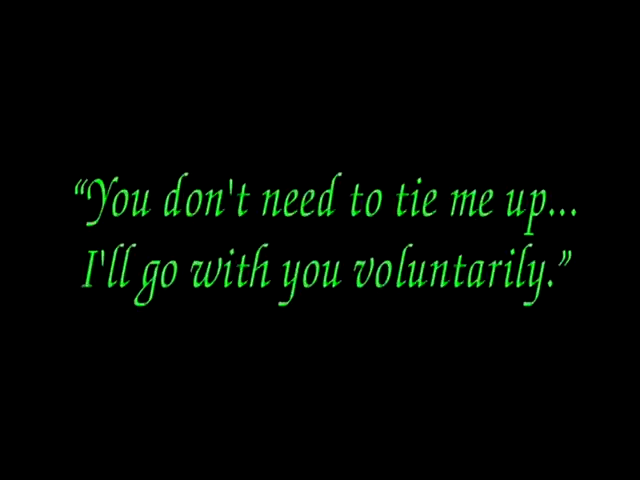 “You don't need to tie me up...
I'll go with you voluntarily.”